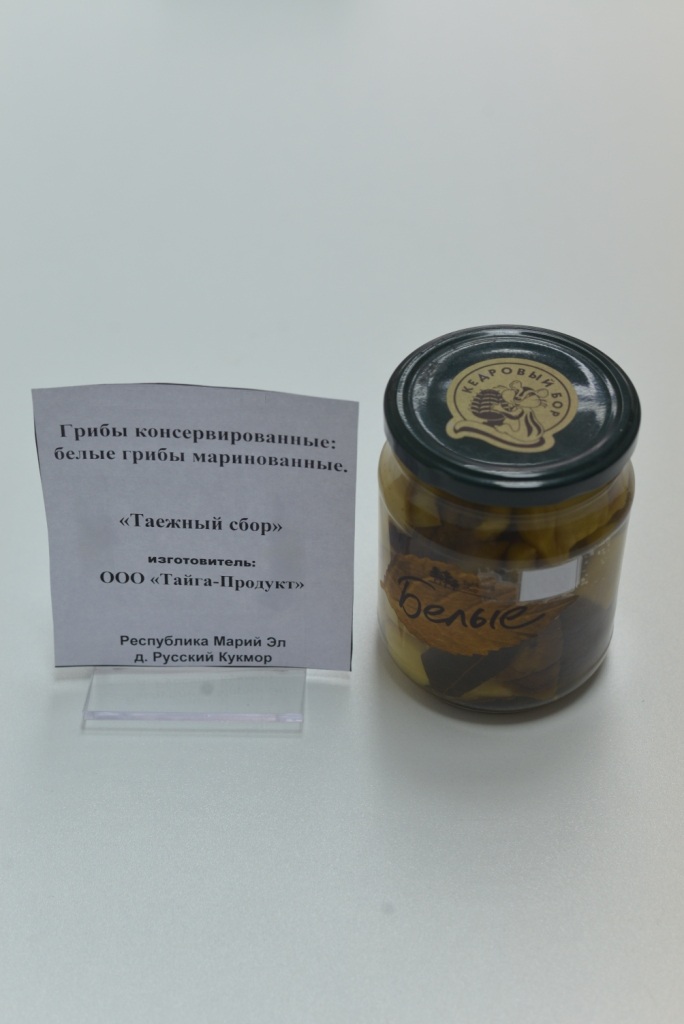 Грибы консервированные:
белые грибы маринованные.
«Таежный сбор»
изготовитель:
ООО «Тайга-Продукт»
Республика Марий Эл
д. Русский Кукмор
КЕДРОВЫЙ БОР
Белые